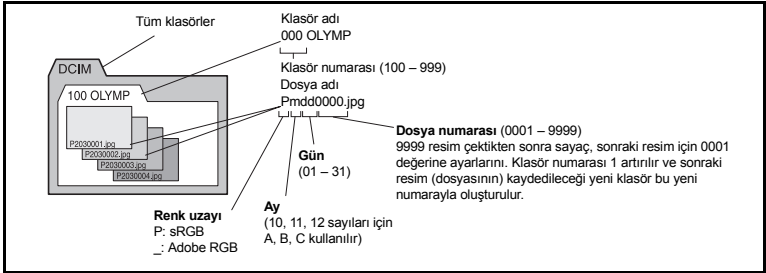 Tüm klasörler
Klasör adı
000 OLYMP
Klasör numarası (100 – 999)
Dosya adı
Pmdd0000.jpg
DCIM
100 OLYMP
P2030001.jpg
P2030002.jpg
P2030003.jpg
P2030004.jpg
Dosya numarası (0001 – 9999)
9999 resim çektikten sonra sayaç, sonraki resim için 0001
değerine ayarlarını. Klasör numarası 1 artırılır ve sonraki
resim (dosyasının) kaydedileceği yeni klasör bu yeni
numarayla oluşturulur.
Gün
(01 – 31)
Ay
(10, 11, 12 sayıları için
A, B, C kullanılır)
Renk uzayı
P: sRGB
_: Adobe RGB